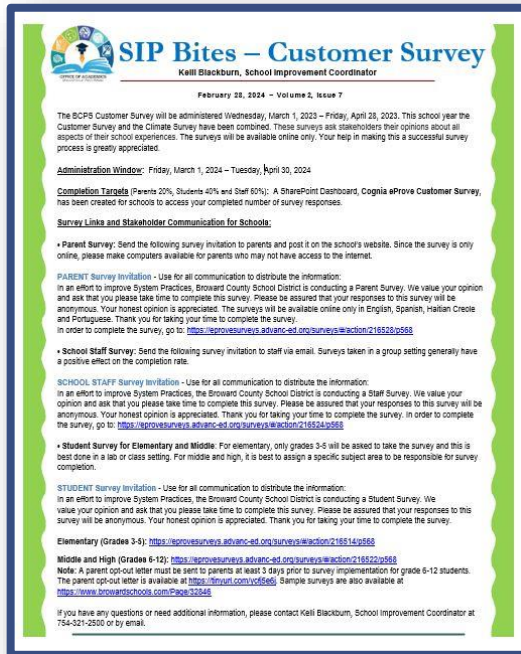 SIP Bites – Customer Survey
Kelli Blackburn, School Improvement Coordinator
February 28, 2024 – Volume 2, Issue 7
The BCPS Customer Survey will be administered Wednesday, March 1, 2023 – Friday, April 28, 2023. This school year the
Customer Survey and the Climate Survey have been combined. These surveys ask stakeholders their opinions about all
aspects of their school experiences. The surveys will be available online only. Your help in making this a successful survey
process is greatly appreciated.
Administration Window: Friday, March 1, 2024 – Tuesday, April 30, 2024
Completion Targets (Parents 20%, Students 40% and Staff 60%): A SharePoint Dashboard, Cognia eProve Customer Survey,
has been created for schools to access your completed number of survey responses.
Survey Links and Stakeholder Communication for Schools:
• Parent Survey: Send the following survey invitation to parents and post it on the school's website. Since the survey is only
online, please make computers available for parents who may not have access to the internet.
PARENT Survey Invitation - Use for all communication to distribute the information:
In an effort to improve System Practices, Broward County School District is conducting a Parent Survey. We value your opinion
and ask that you please take time to complete this survey. Please be assured that your responses to this survey will be
anonymous. Your honest opinion is appreciated. The surveys will be available online only in English, Spanish, Haitian Creole
and Portuguese. Thank you for taking your time to complete the survey.
In order to complete the survey, go to: https://eprovesurveys.advanc-ed.org/surveys/#/action/216528/p568
• School Staff Survey: Send the following survey invitation to staff via email. Surveys taken in a group setting generally have
a positive effect on the completion rate.
SCHOOL STAFF Survey Invitation - Use for all communication to distribute the information:
In an effort to improve System Practices, the Broward County School District is conducting a Staff Survey. We value your
opinion and ask that you please take time to complete this survey. Please be assured that your responses to this survey will be
anonymous. Your honest opinion is appreciated. Thank you for taking your time to complete the survey. In order to complete
the survey, go to: https://eprovesurveys.advanc-ed.org/surveys/#/action/216524/p568
• Student Survey for Elementary and Middle: For elementary, only grades 3-5 will be asked to take the survey and this is
best done in a lab or class setting. For middle and high, it is best to assign a specific subject area to be responsible for survey
completion.
STUDENT Survey Invitation - Use for all communication to distribute the information:
In an effort to improve System Practices, the Broward County School District is conducting a Student Survey. We
value your opinion and ask that you please take time to complete this survey. Please be assured that your responses to this
survey will be anonymous. Your honest opinion is appreciated. Thank you for taking your time to complete the survey.
Elementary (Grades 3-5): https://eprovesurveys.advanc-ed.org/surveys/#/action/216514/p568
Middle and High (Grades 6-12): https://eprovesurveys.advanc-ed.org/surveys/#/action/216522/p568
Note: A parent opt-out letter must be sent to parents at least 3 days prior to survey implementation for grade 6-12 students.
The parent opt-out letter is available at Sample surveys are also available at
https://www.browardschools.com/Page/32846
If you have any questions or need additional information, please contact Kelli Blackburn, School Improvement Coordinator at
754-321-2500 or by email.